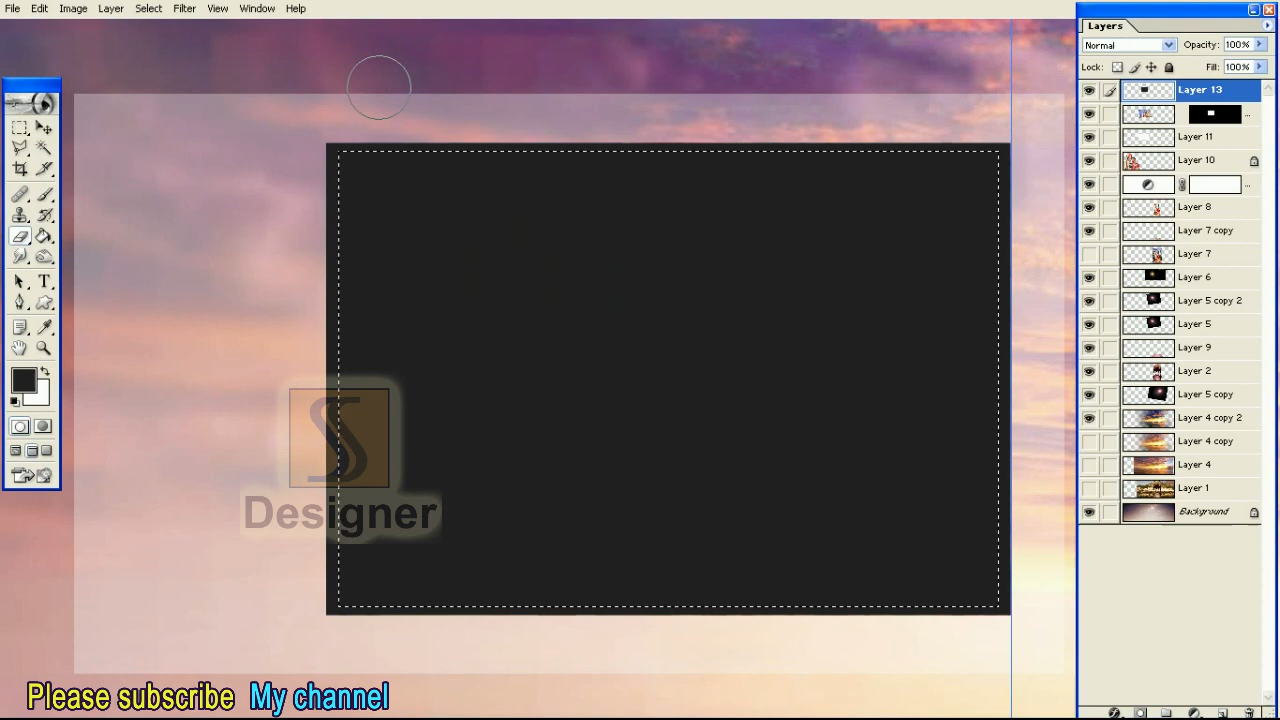 File Edit Image Layer Select Filter View Window Help
Layers
Normal Opacity: 100%
Lock: Fill: 100%
Layer 13
...
Layer 11
Layer 10
...
Layer 8
Layer 7 copy
Layer 7
Layer 6
Layer 5 copy 2
Layer 5
Layer 9
Layer 2
Layer 5 copy
Layer 4 copy 2
Layer 4 copy
Layer 4
Layer 1
Background
S
Designer
Please subscribe My channel